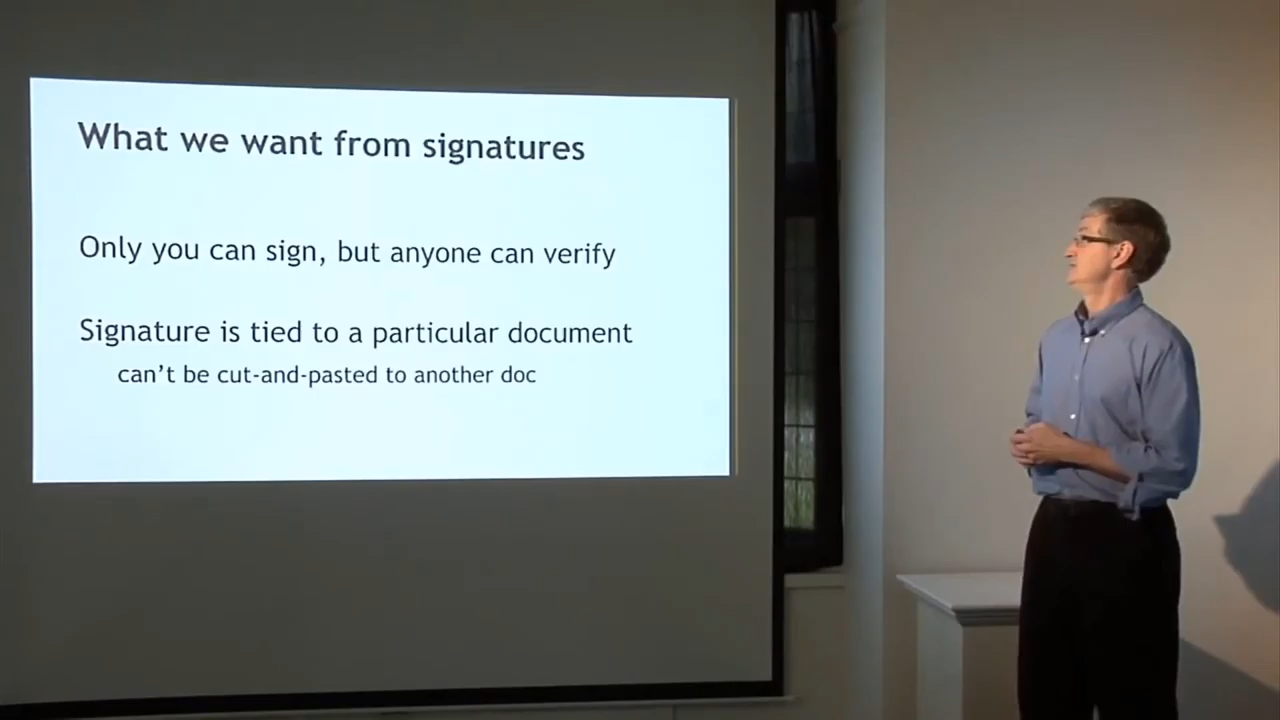 What we want from signatures
Only you can sign, but anyone can verify
Signature is tied to a particular document
can't be cut-and-pasted to another doc